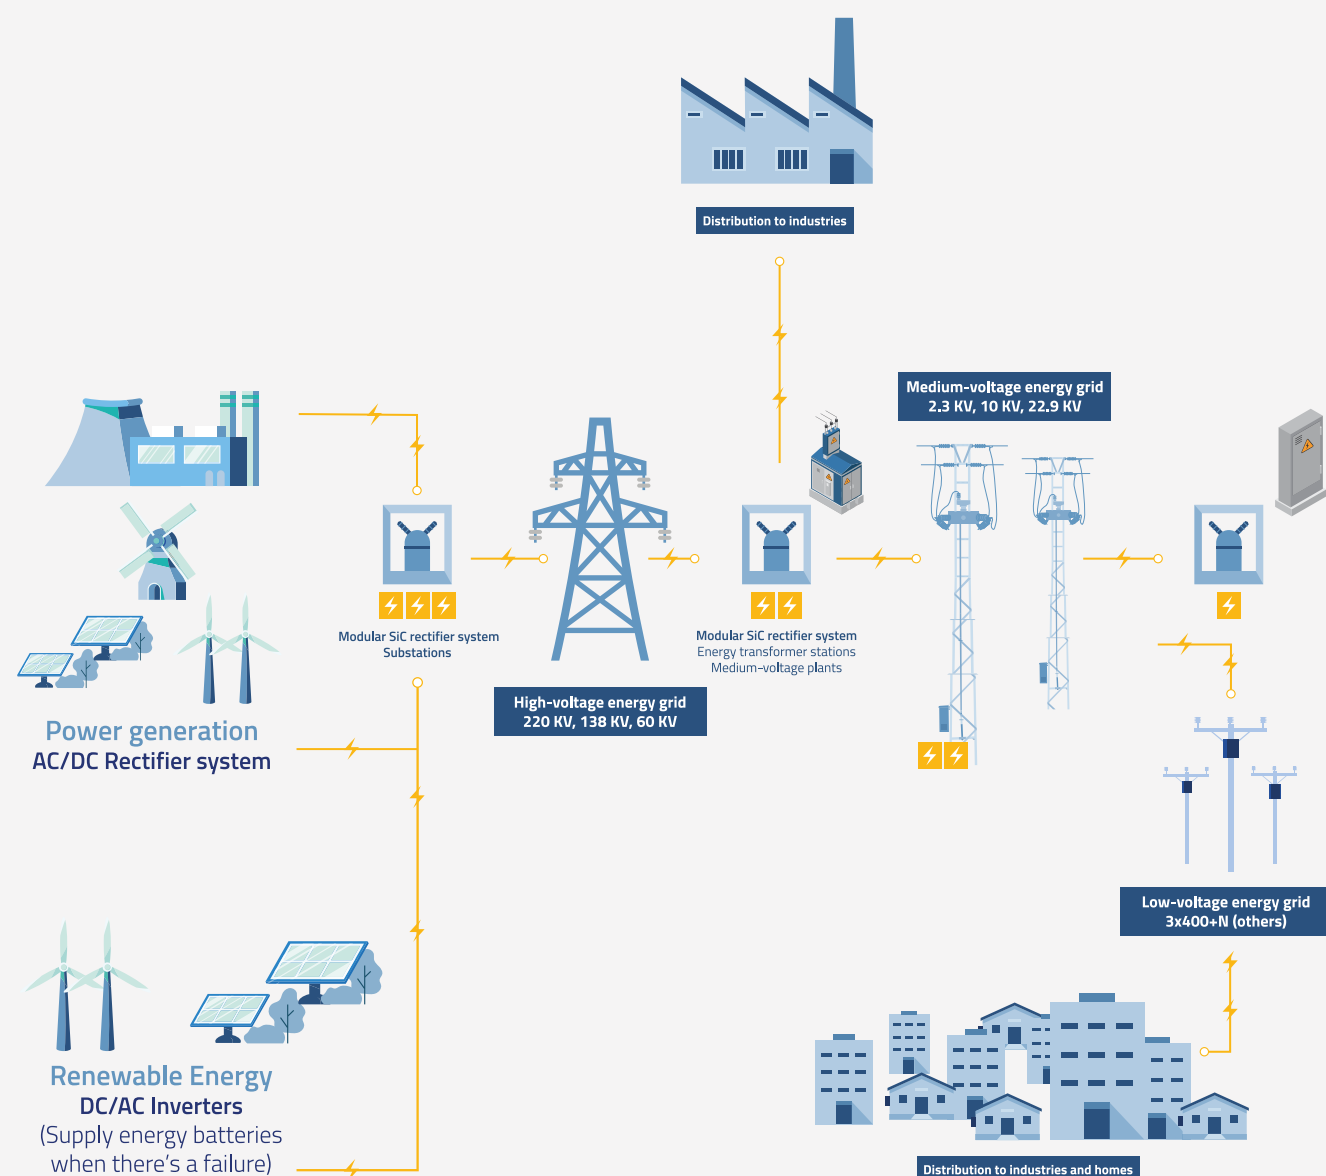 Distribution to industries
Medium-voltage energy grid
2.3 KV, 10 KV, 22.9 KV
Modular SiC rectifier system
Substations
Modular SiC rectifier system
Energy transformer stations
Medium-voltage plants
High-voltage energy grid
220 KV, 138 KV, 60 KV
Power generation
AC/DC Rectifier system
Low-voltage energy grid
3x400+N (others)
Renewable Energy
DC/AC Inverters
(Supply energy batteries
when there's a failure)
Distribution to industries and homes